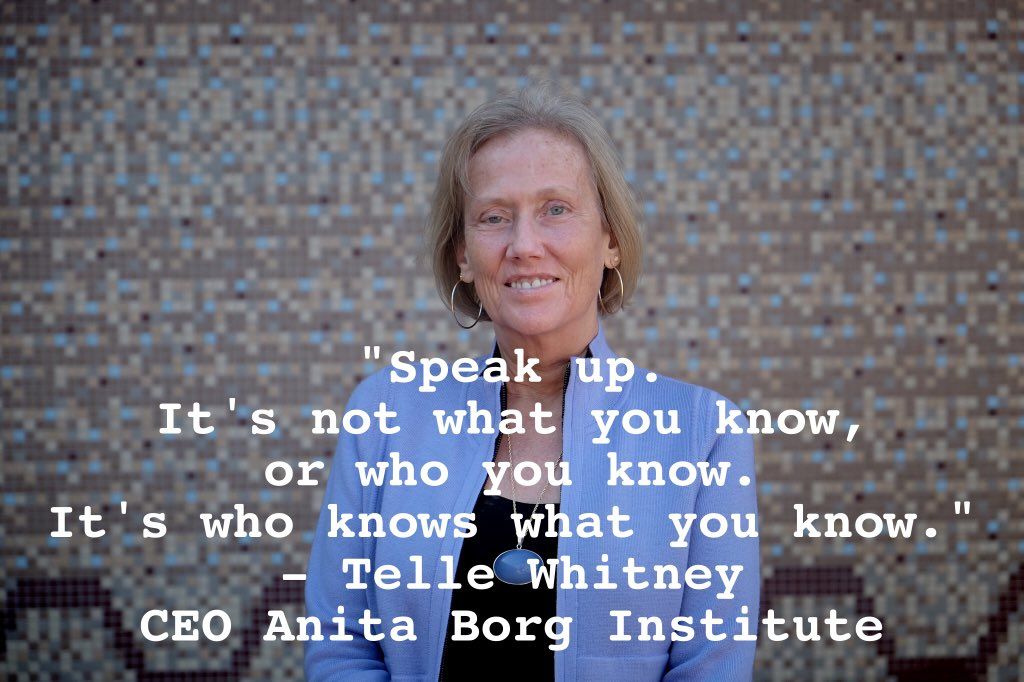 "Speak up.
It's not what you know,
or who you know.
It's who knows what you know."
- Telle Whitney
CEO Anita Borg Institute